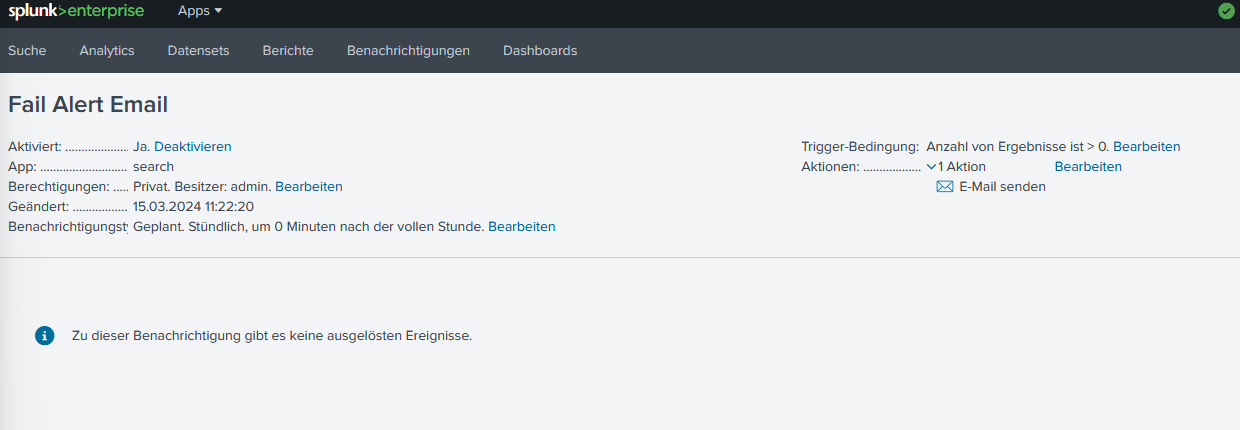 splunk>enterprise Apps
Suche Analytics Datensets Berichte Benachrichtigungen Dashboards
Fail Alert Email
Aktiviert: .................... Ja. Deaktivieren
App: ........................... search
Berechtigungen: ..... Privat. Besitzer: admin. Bearbeiten
Geändert: ................. 15.03.2024 11:22:20
Benachrichtigungsty Geplant. Stündlich, um 0 Minuten nach der vollen Stunde. Bearbeiten
Trigger-Bedingung: Anzahl von Ergebnisse ist > 0. Bearbeiten
Aktionen: .................. 1 Aktion Bearbeiten
E-Mail senden
Zu dieser Benachrichtigung gibt es keine ausgelösten Ereignisse.